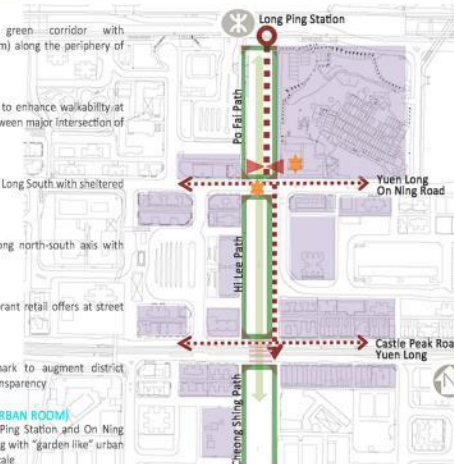 green corridor with
m) along the periphery of
to enhance walkability at
ween major intersection of
Long South with sheltered
ong north-south axis with
rant retail offers at street
nark to augment district
nsparency
RBAN ROOM)
Ping Station and On Ning
g with "garden like" urban
cale
Long Ping Station
Po Fai Path
Yuen Long
On Ning Road
Hi Lee Path
Castle Peak Roa
Yuen Long
Cheong Shing Path
N